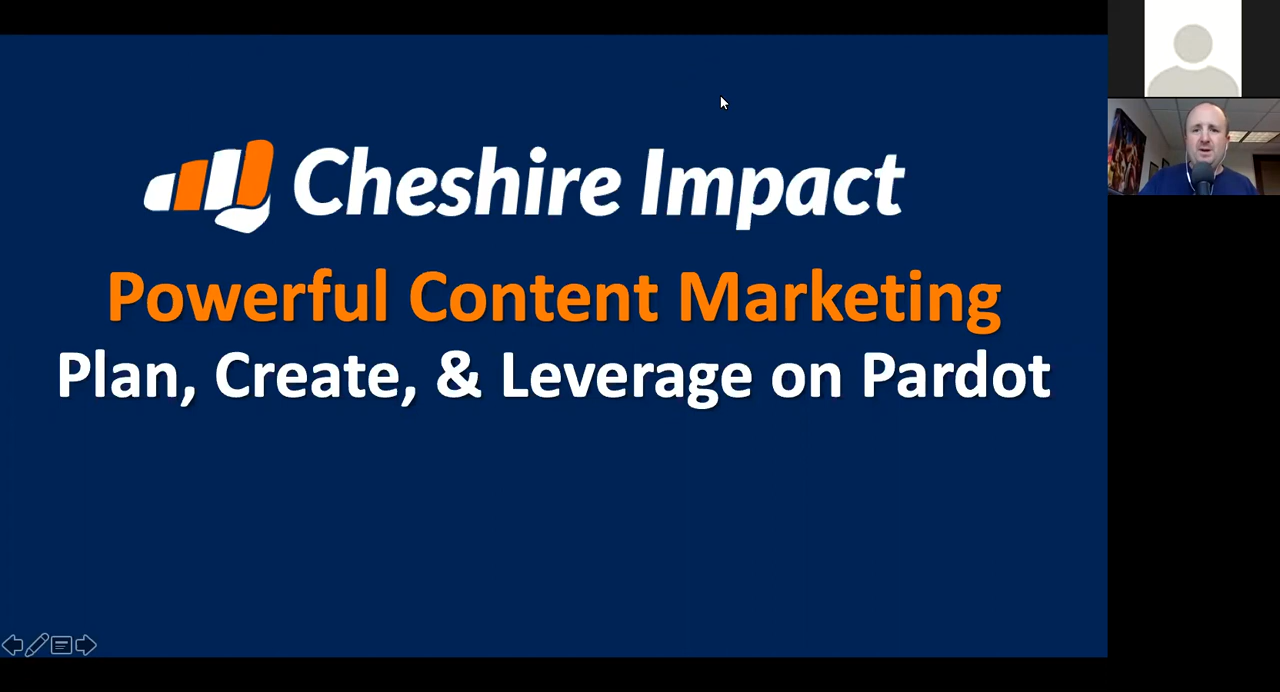 Cheshire Impact
Powerful Content Marketing
Plan, Create, & Leverage on Pardot